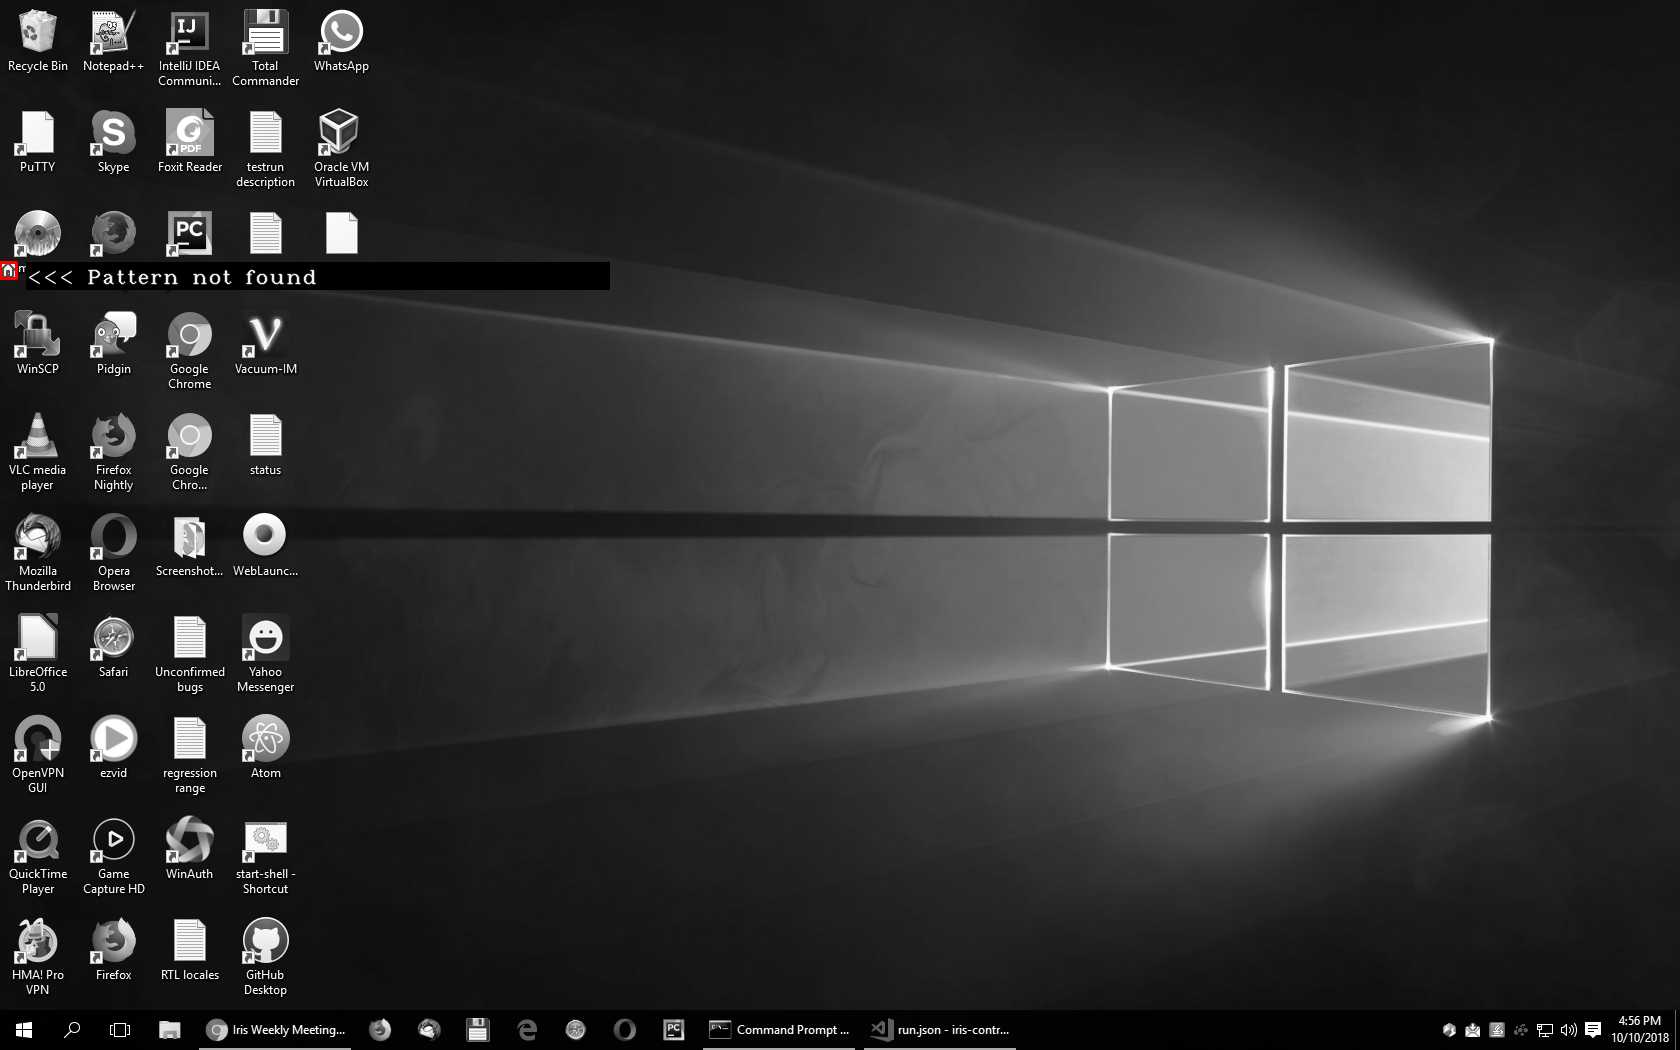 Recycle Bin
Notepad++
IntelliJ IDEA
Communi...
Total
Commander
WhatsApp
PuTTY
Skype
PDF
Foxit Reader
testrun
description
Oracle VM
VirtualBox
PC
<<< Pattern not found
WinSCP
Pidgin
Google
Chrome
Vacuum-IM
VLC media
player
Firefox
Nightly
Google
Chro...
status
Mozilla
Thunderbird
Opera
Browser
Screenshot...
WebLaunc...
LibreOffice
5.0
Safari
Unconfirmed
bugs
Yahoo
Messenger
OpenVPN
GUI
ezvid
regression
range
Atom
QuickTime
Player
Game
Capture HD
WinAuth
start-shell -
Shortcut
HMA! Pro
VPN
Firefox
RTL locales
GitHub
Desktop
Iris Weekly Meeting...
PC
Command Prompt ...
run.json - iris-contr...
4:56 PM
10/10/2018